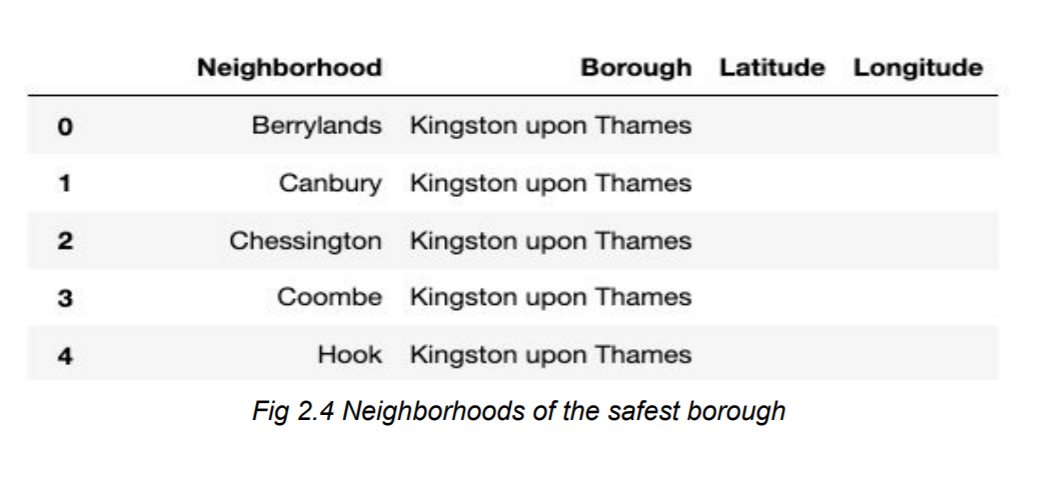 Neighborhood Borough Latitude Longitude
0 Berrylands Kingston upon Thames
1 Canbury Kingston upon Thames
2 Chessington Kingston upon Thames
3 Coombe Kingston upon Thames
4 Hook Kingston upon Thames
Fig 2.4 Neighborhoods of the safest borough